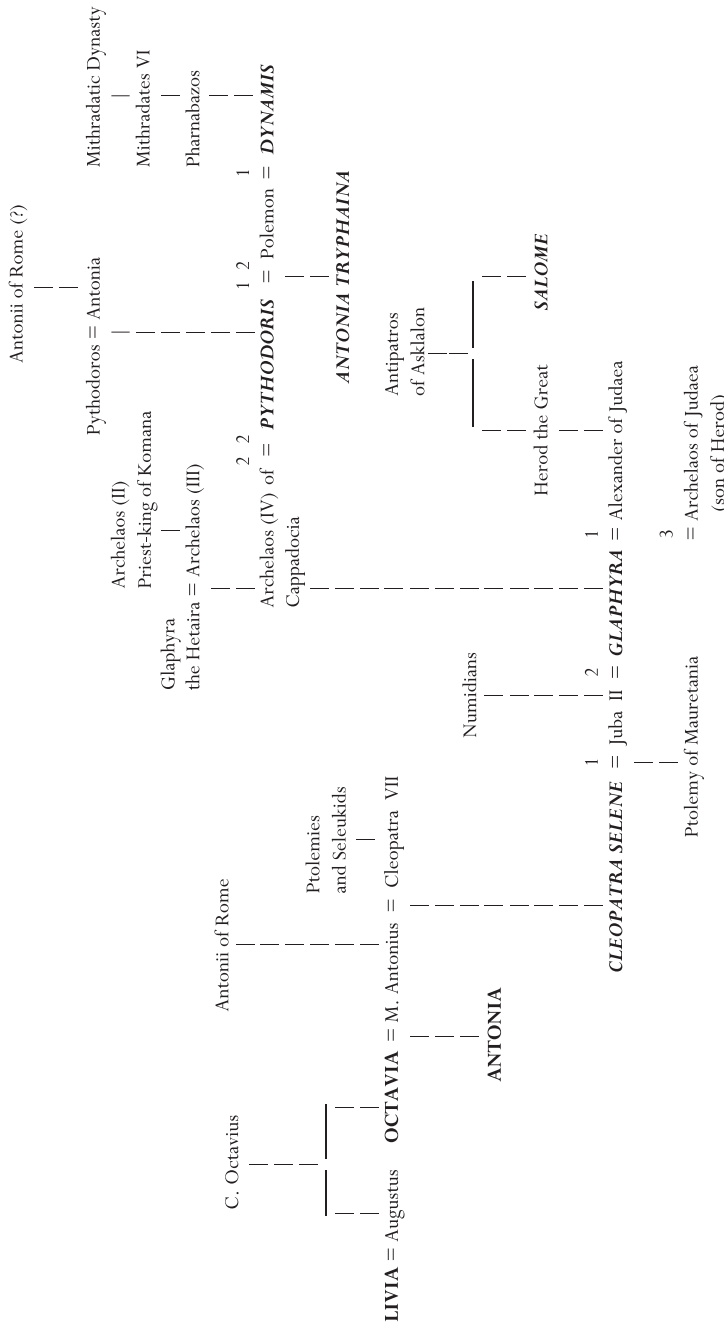 Antonii of Rome (?)
Pythodoros = Antonia
Mithradatic Dynasty
Archelaos (II)
Priest-king of Komana
Mithradates VI
Glaphyra
the Hetaira = Archelaos (III)
Pharnabazos
Antonii of Rome
C. Octavius
2 2 1 2 1
Archelaos (IV) of = PYTHODORIS = Polemon = DYNAMIS
Cappadocia
Ptolemies
and Seleukids
ANTONIA TRYPHAINA
LIVIA = Augustus OCTAVIA = M. Antonius = Cleopatra VII
Antipatros
of Asklalon
Numidians
ANTONIA
Herod the Great
SALOME
1 2 1
CLEOPATRA SELENE = Juba II = GLAPHYRA = Alexander of Judaea
3
Ptolemy of Mauretania
= Archelaos of Judaea
(son of Herod)